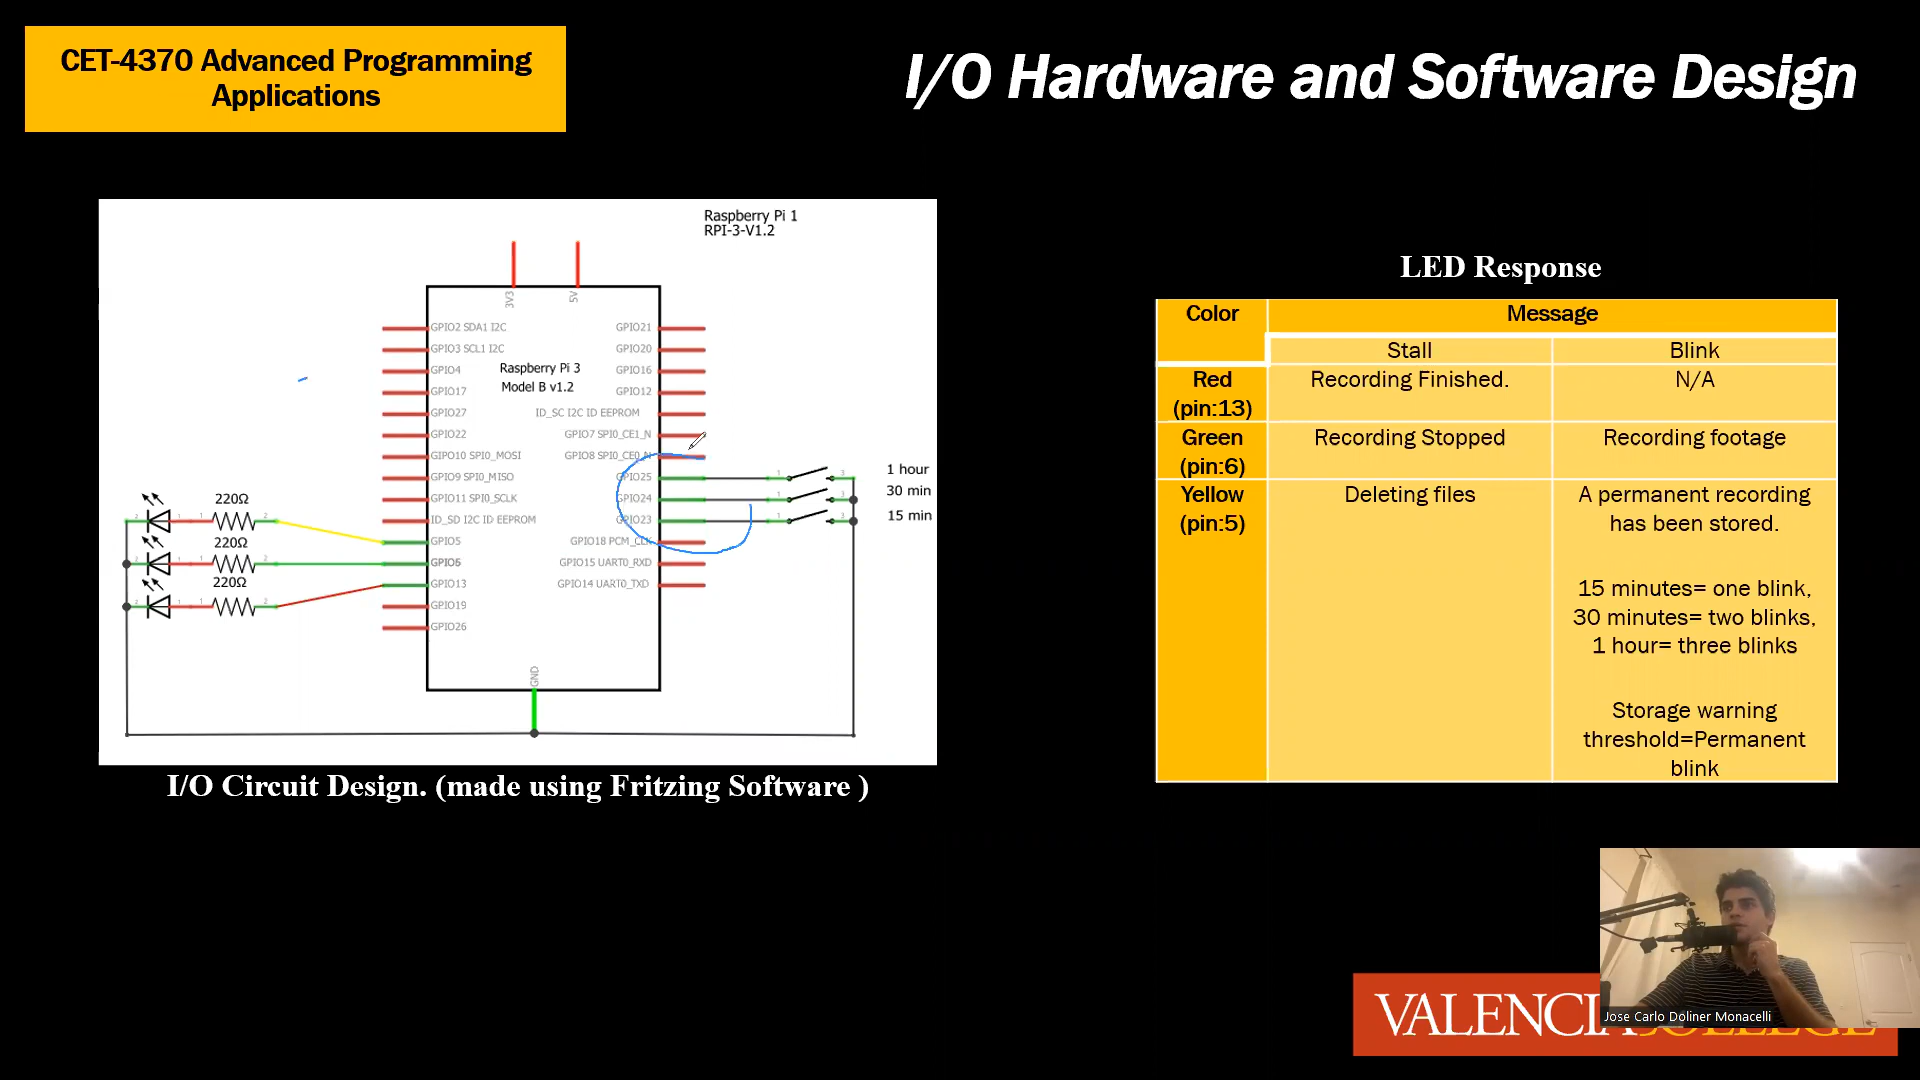 CET-4370 Advanced Programming
Applications
I/O Hardware and Software Design
Raspberry Pi 1
RPI-3-V1.2
3V3
5V
GPIO2 SDA1 I2C
GPIO3 SCL1 I2C
GPIO4
GPIO17
GPIO27
GPIO22
GIPO10 SPI0_MOSI
GPIO9 SPI0_MISO
GPIO11 SPI0_SCLK
ID_SD I2C ID EEPROM
GPIO5
GPIO6
GPIO13
GPIO19
GPIO26
Raspberry Pi 3
Model B v1.2
GPIO21
GPIO20
GPIO16
GPIO12
ID_SC I2C ID EEPROM
GPIO7 SPI0_CE1_N
GPIO8 SPI0_CE0_N
GPIO25
GPIO24
GPIO23
GPIO18 PCM_CLK
GPIO15 UART0_RXD
GPIO14 UART0_TXD
GND
220Ω
220Ω
220Ω
1 hour
30 min
15 min
I/O Circuit Design. (made using Fritzing Software )
LED Response
Color Message
Stall Blink
Red Recording Finished. N/A
(pin:13)
Green Recording Stopped Recording footage
(pin:6)
Yellow Deleting files A permanent recording
(pin:5) has been stored.
15 minutes= one blink,
30 minutes= two blinks,
1 hour= three blinks
Storage warning
threshold=Permanent
blink
Jose Carlo Doliner Monacelli